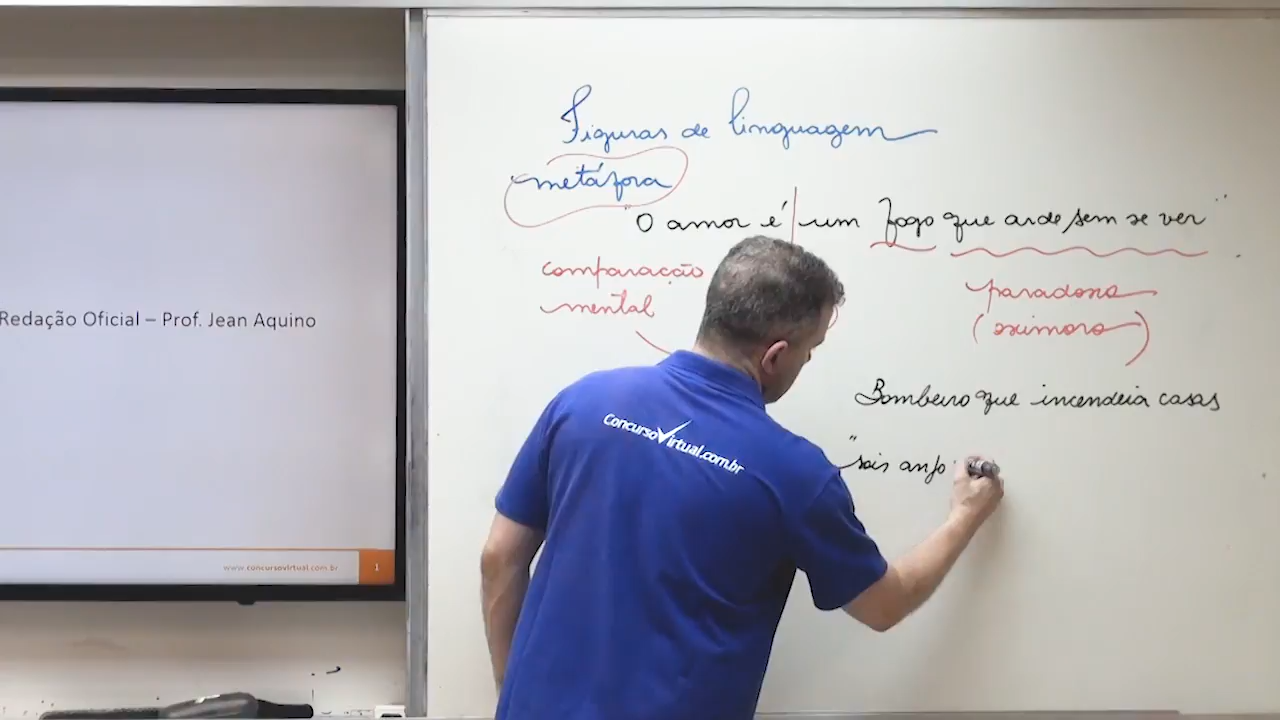 Redação Oficial – Prof. Jean Aquino
www.concursovirtual.com.br
1
Figuras de linguagem
metáfora
"O amor é um fogo que arde sem se ver"
comparação
mental
paradoxo
(oximoro)
Bombeiro que incendeia casas
"sois anjo
ConcursoVirtual.com.br